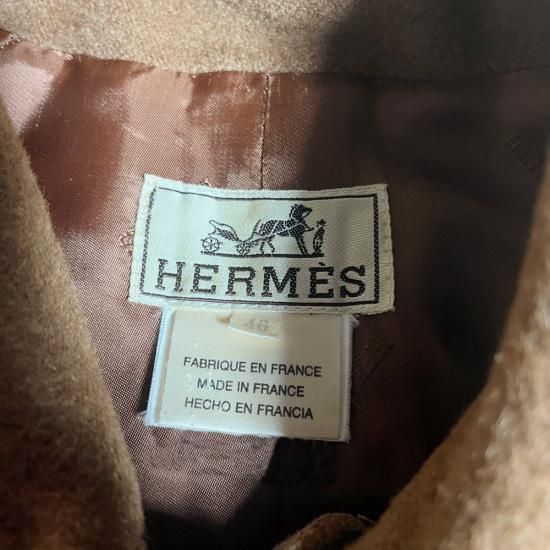 HERMÈS
46
FABRIQUE EN FRANCE
MADE IN FRANCE
HECHO EN FRANCIA